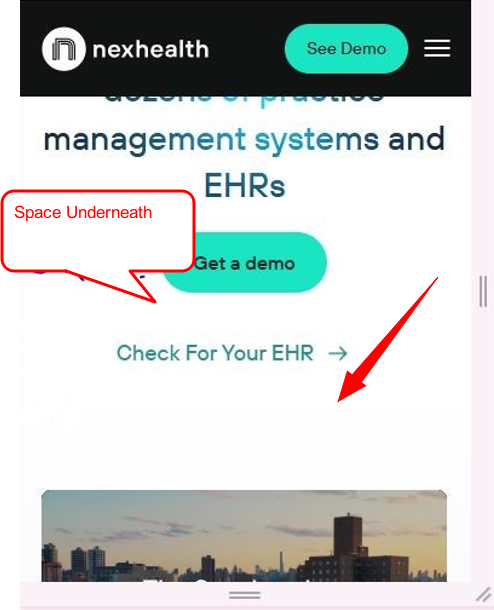 nexhealth
See Demo
management systems and
EHRs
Space Underneath
Get a demo
Check For Your EHR →